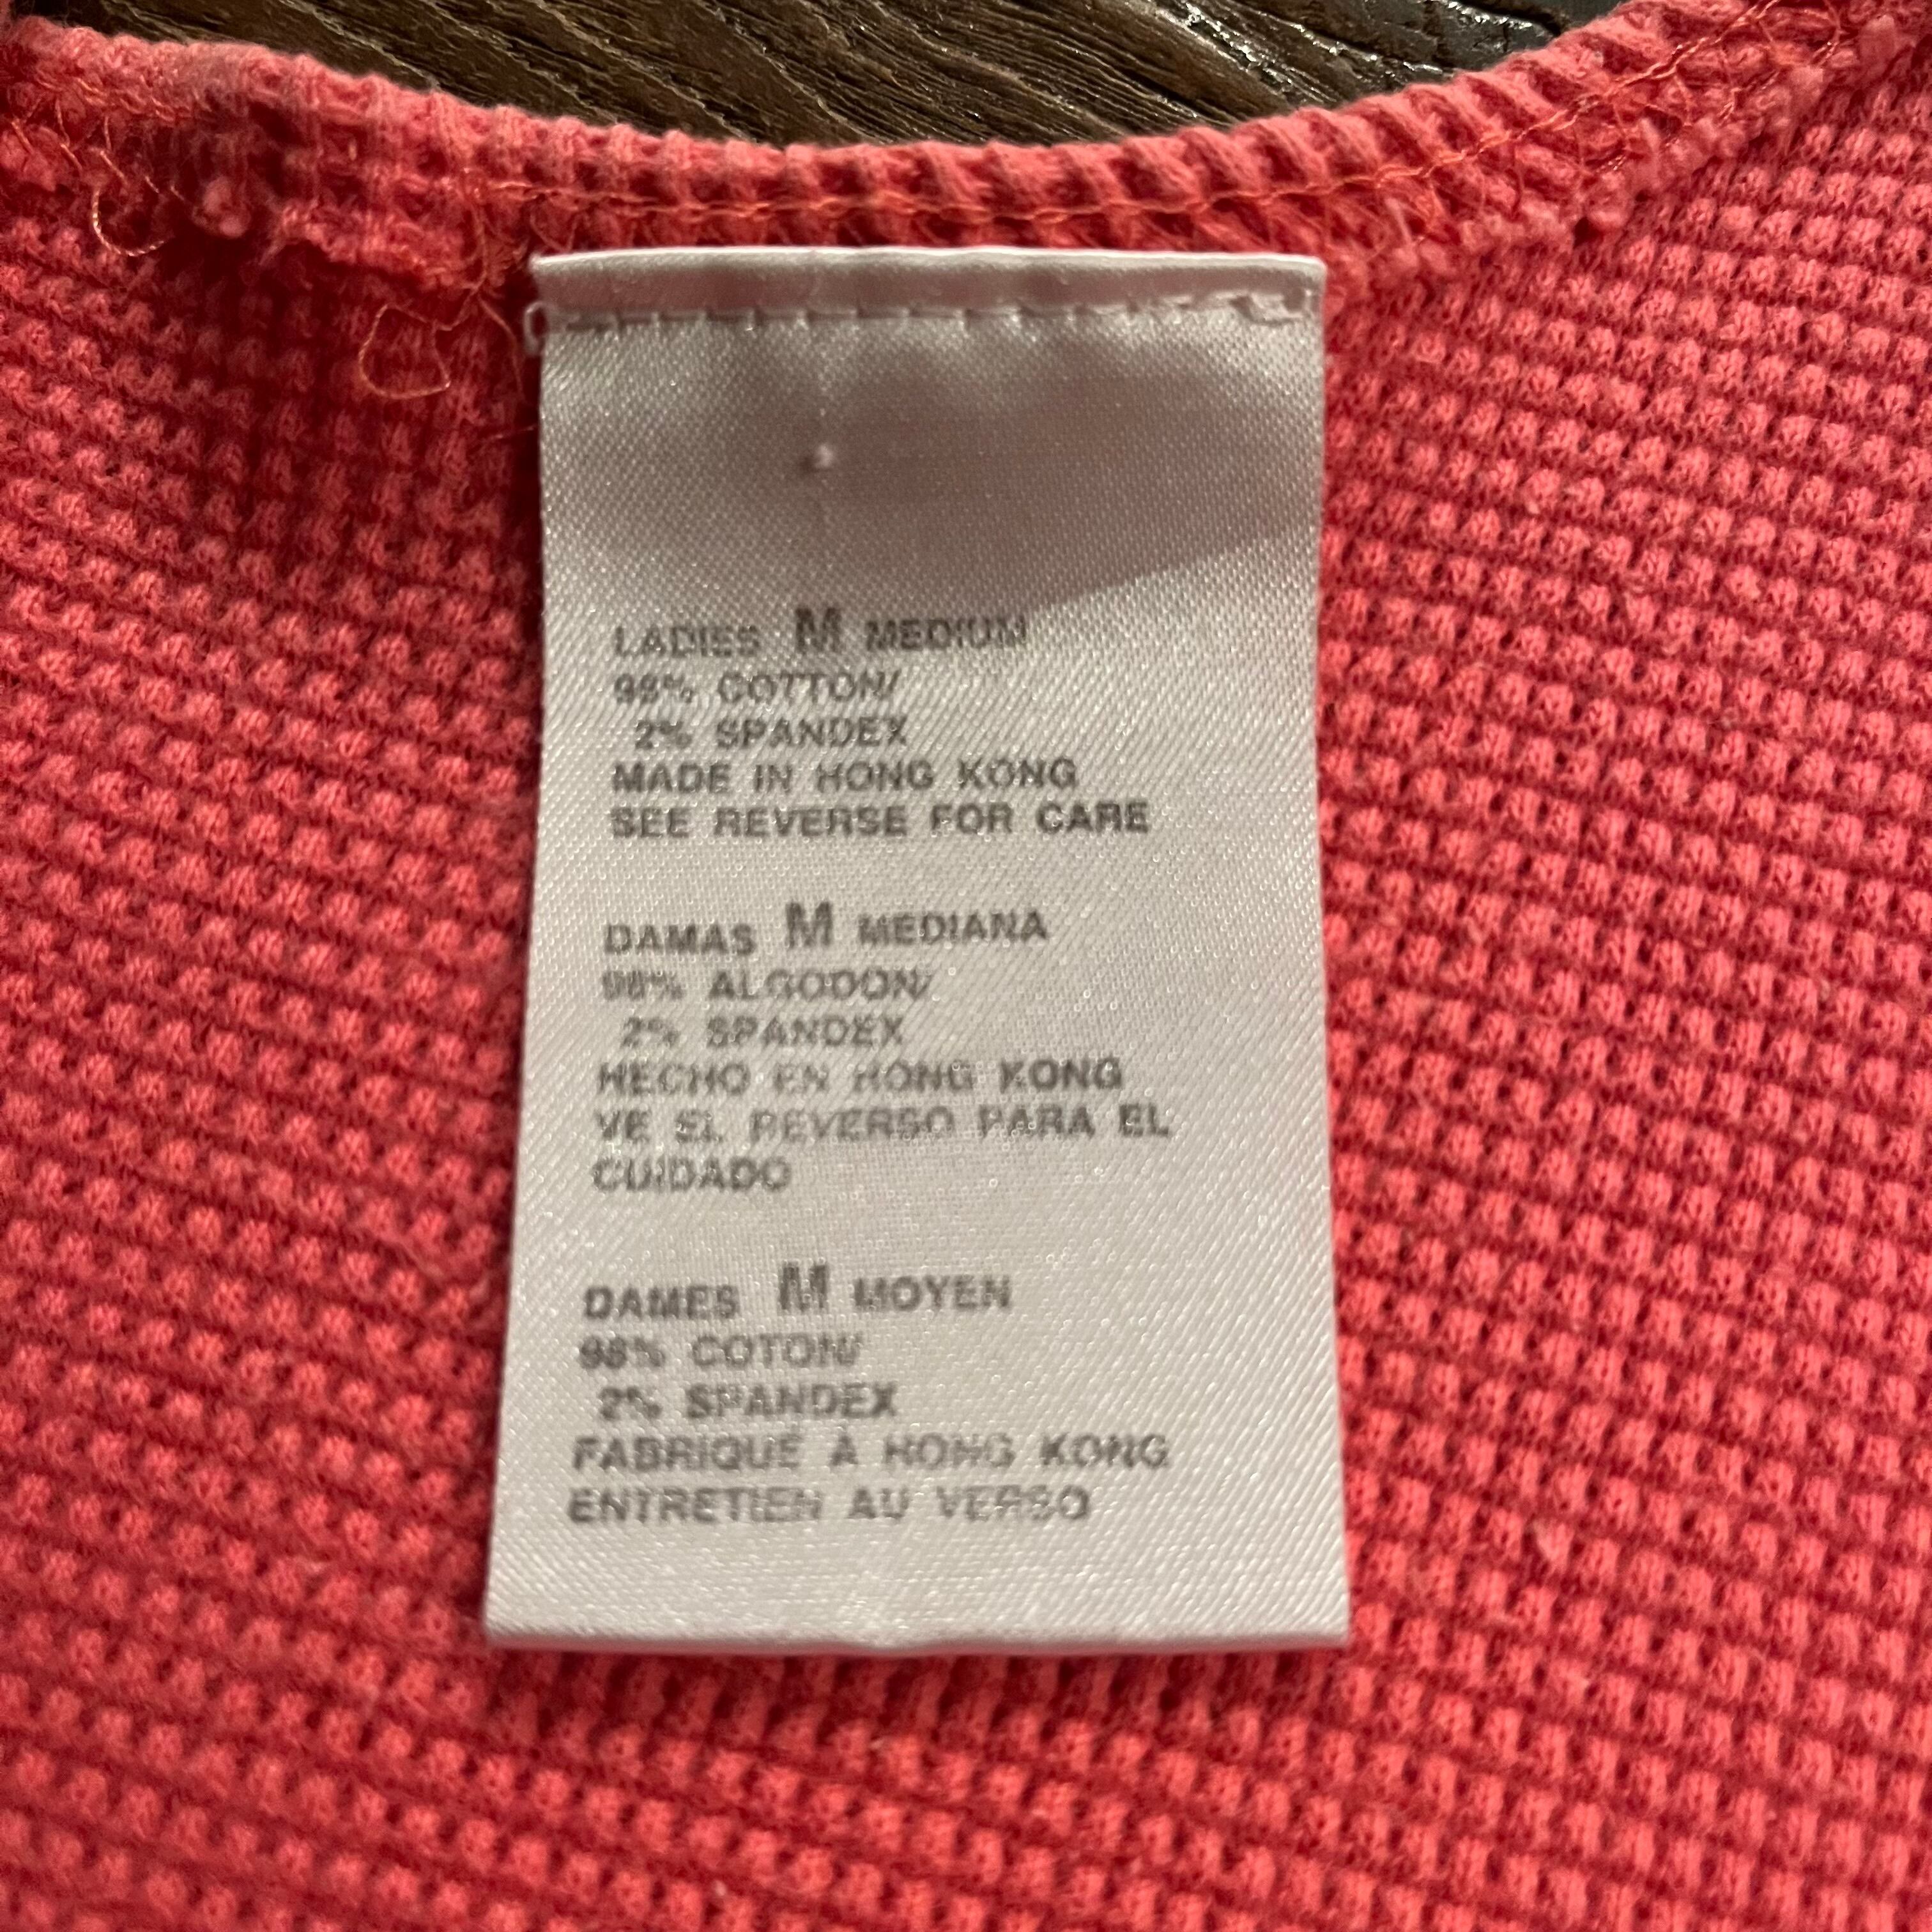 LADIES M MEDIUM
98% COTTON/
2% SPANDEX
MADE IN HONG KONG
SEE REVERSE FOR CARE
DAMAS M MEDIANA
98% ALGODON/
2% SPANDEX
HECHO EN HONG KONG
VE EL REVERSO PARA EL
CUIDADO
DAMES M MOYEN
98% COTON/
2% SPANDEX
FABRIQUÉ À HONG KONG
ENTRETIEN AU VERSO